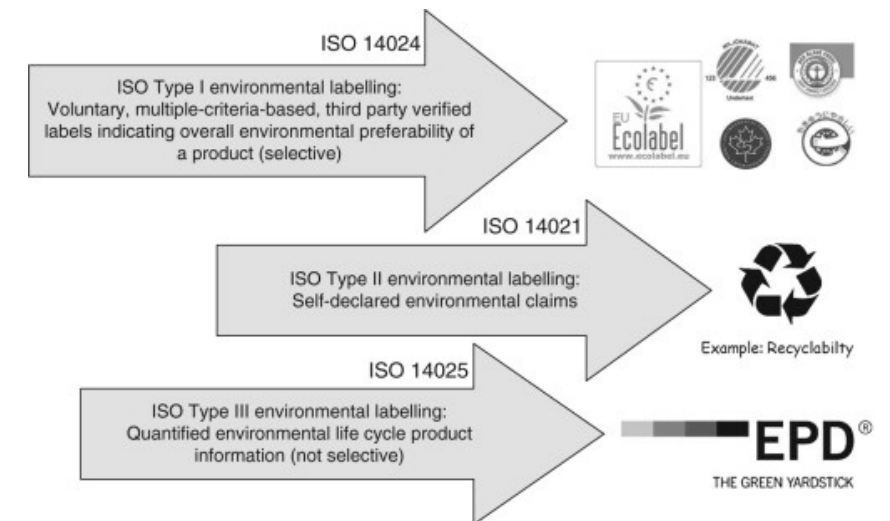 ISO 14024
ISO Type I environmental labelling:
Voluntary, multiple-criteria-based, third party verified
labels indicating overall environmental preferability of
a product (selective)
EU
Ecolabel
www.ecolabel.eu
123
456
ISO 14021
ISO Type II environmental labelling:
Self-declared environmental claims
Example: Recyclabilty
ISO 14025
ISO Type III environmental labelling:
Quantified environmental life cycle product
information (not selective)
EPD®
THE GREEN YARDSTICK